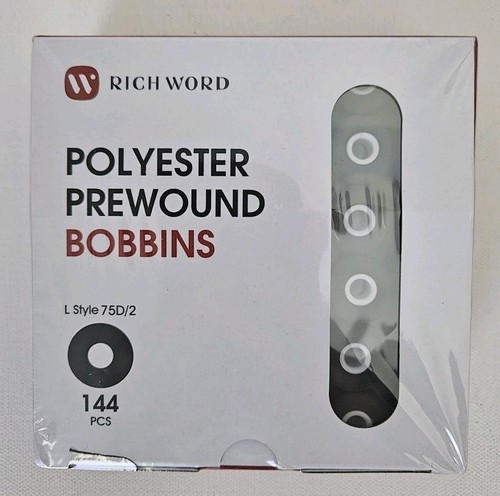 RICH WORD
POLYESTER
PREWOUND
BOBBINS
L Style 75D/2
144
PCS